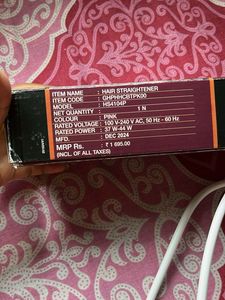 ITEM NAME : HAIR STRAIGHTENER
ITEM CODE : GHPHHCBTPK00
MODEL : HS4104P
NET QUANTITY : 1 N
COLOUR : PINK
RATED VOLTAGE : 100 V-240 V AC, 50 Hz - 60 Hz
RATED POWER : 37 W-44 W
MFD. : DEC 2024
MRP Rs. : ₹ 1 695.00
(INCL. OF ALL TAXES)